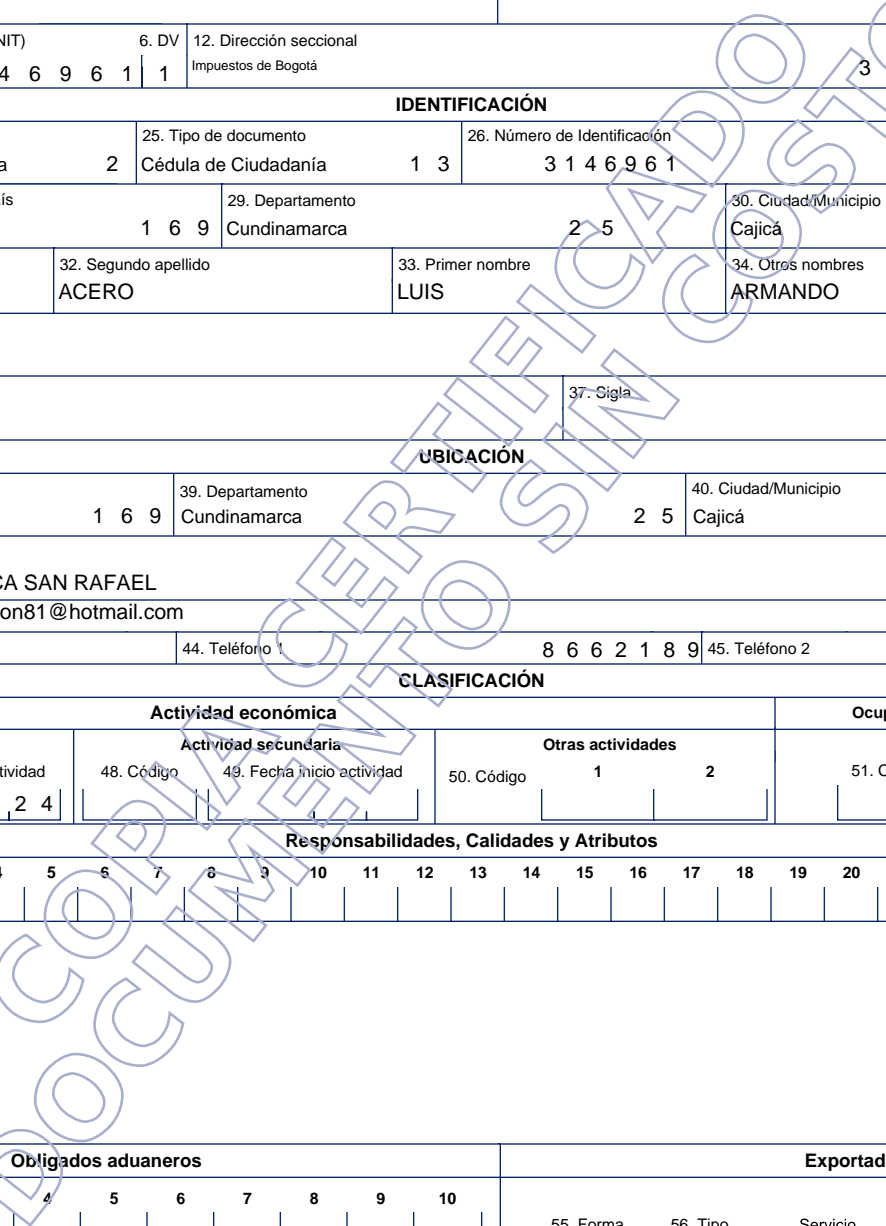 NIT) 6. DV 12. Dirección seccional
4 6 9 6 1 1 Impuestos de Bogotá 3
IDENTIFICACIÓN
25. Tipo de documento 26. Número de Identificación
a 2 Cédula de Ciudadanía 1 3 3 1 4 6 9 6 1
ís 29. Departamento 30. Ciudad/Municipio
1 6 9 Cundinamarca 2 5 Cajicá
32. Segundo apellido 33. Primer nombre 34. Otros nombres
ACERO LUIS ARMANDO
37. Sigla
UBICACIÓN
39. Departamento 40. Ciudad/Municipio
1 6 9 Cundinamarca 2 5 Cajicá
CA SAN RAFAEL
on81@hotmail.com
44. Teléfono 1 8 6 6 2 1 8 9 45. Teléfono 2
CLASIFICACIÓN
Actividad económica Ocup
Actividad secundaria Otras actividades
tividad 48. Código 49. Fecha inicio actividad 50. Código 1 2 51. C
2 4
Responsabilidades, Calidades y Atributos
4 5 6 7 8 9 10 11 12 13 14 15 16 17 18 19 20
Obligados aduaneros Exportad
4 5 6 7 8 9 10
55. Forma 56. Tipo Servicio
COPIA CERTIFICADO
DOCUMENTO SIN COSTO